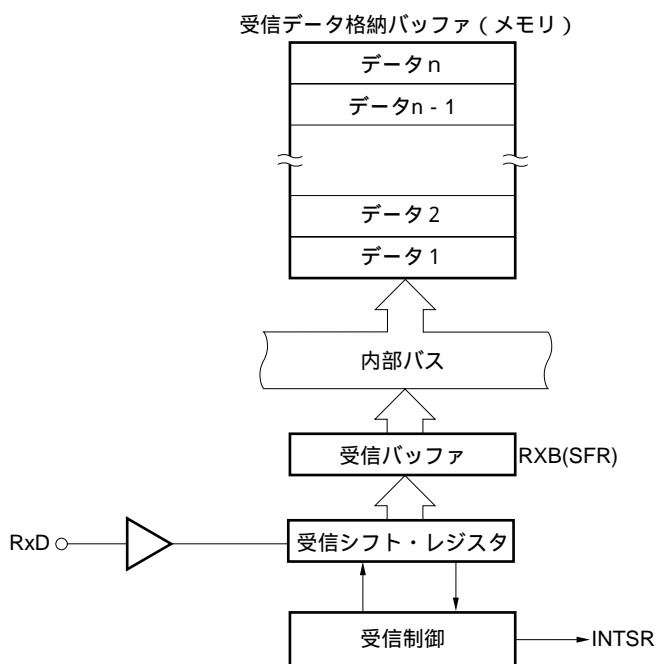 受信データ格納バッファ(メモリ)
データn
データn - 1
データ2
データ1
内部バス
受信バッファ
RXB(SFR)
RxD
受信シフト・レジスタ
受信制御
INTSR